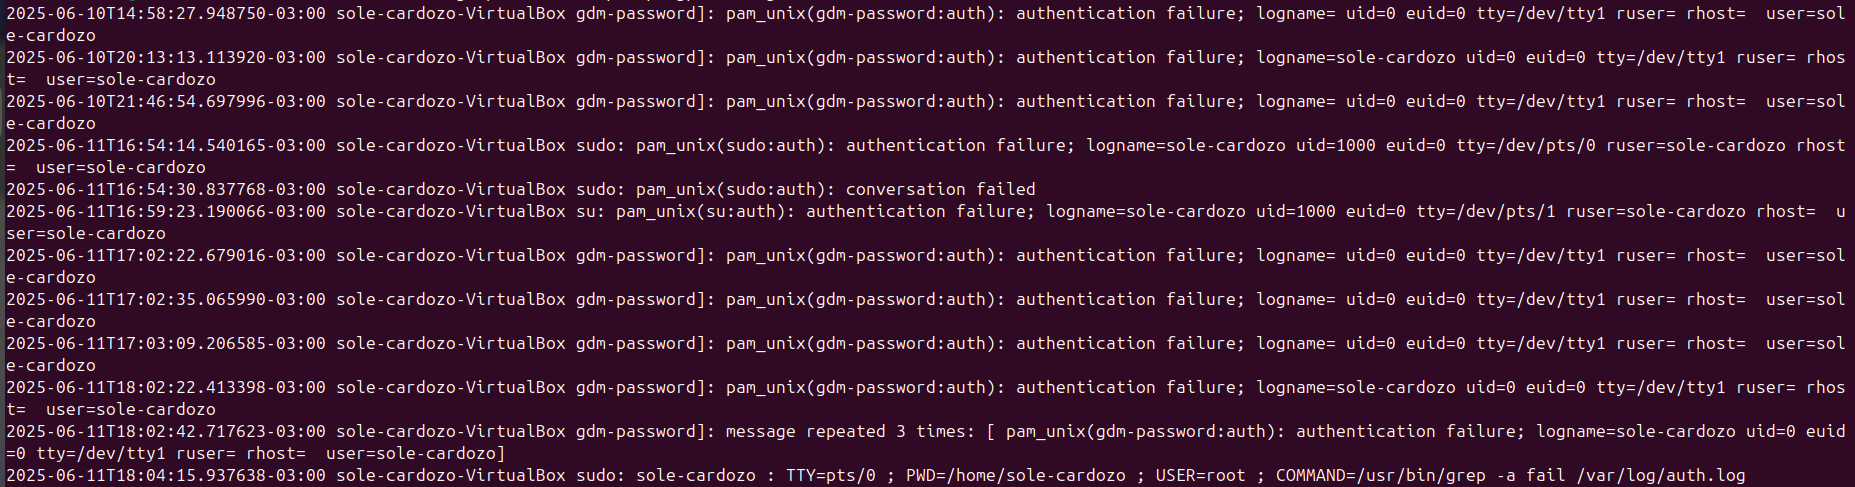 2025-06-10T14:58:27.948750-03:00 sole-cardozo-VirtualBox gdm-password]: pam_unix(gdm-password:auth): authentication failure; logname= uid=0 euid=0 tty=/dev/tty1 ruser= rhost=  user=sol
e-cardozo
2025-06-10T20:13:13.113920-03:00 sole-cardozo-VirtualBox gdm-password]: pam_unix(gdm-password:auth): authentication failure; logname=sole-cardozo uid=0 euid=0 tty=/dev/tty1 ruser= rhos
t=  user=sole-cardozo
2025-06-10T21:46:54.697996-03:00 sole-cardozo-VirtualBox gdm-password]: pam_unix(gdm-password:auth): authentication failure; logname= uid=0 euid=0 tty=/dev/tty1 ruser= rhost=  user=sol
e-cardozo
2025-06-11T16:54:14.540165-03:00 sole-cardozo-VirtualBox sudo: pam_unix(sudo:auth): authentication failure; logname=sole-cardozo uid=1000 euid=0 tty=/dev/pts/0 ruser=sole-cardozo rhost
=  user=sole-cardozo
2025-06-11T16:54:30.837768-03:00 sole-cardozo-VirtualBox sudo: pam_unix(sudo:auth): conversation failed
2025-06-11T16:59:23.190066-03:00 sole-cardozo-VirtualBox su: pam_unix(su:auth): authentication failure; logname=sole-cardozo uid=1000 euid=0 tty=/dev/pts/1 ruser=sole-cardozo rhost=  u
ser=sole-cardozo
2025-06-11T17:02:22.679016-03:00 sole-cardozo-VirtualBox gdm-password]: pam_unix(gdm-password:auth): authentication failure; logname= uid=0 euid=0 tty=/dev/tty1 ruser= rhost=  user=sol
e-cardozo
2025-06-11T17:02:35.065990-03:00 sole-cardozo-VirtualBox gdm-password]: pam_unix(gdm-password:auth): authentication failure; logname= uid=0 euid=0 tty=/dev/tty1 ruser= rhost=  user=sol
e-cardozo
2025-06-11T17:03:09.206585-03:00 sole-cardozo-VirtualBox gdm-password]: pam_unix(gdm-password:auth): authentication failure; logname= uid=0 euid=0 tty=/dev/tty1 ruser= rhost=  user=sol
e-cardozo
2025-06-11T18:02:22.413398-03:00 sole-cardozo-VirtualBox gdm-password]: pam_unix(gdm-password:auth): authentication failure; logname=sole-cardozo uid=0 euid=0 tty=/dev/tty1 ruser= rhos
t=  user=sole-cardozo
2025-06-11T18:02:42.717623-03:00 sole-cardozo-VirtualBox gdm-password]: message repeated 3 times: [ pam_unix(gdm-password:auth): authentication failure; logname=sole-cardozo uid=0 euid
=0 tty=/dev/tty1 ruser= rhost=  user=sole-cardozo]
2025-06-11T18:04:15.937638-03:00 sole-cardozo-VirtualBox sudo: sole-cardozo : TTY=pts/0 ; PWD=/home/sole-cardozo ; USER=root ; COMMAND=/usr/bin/grep -a fail /var/log/auth.log